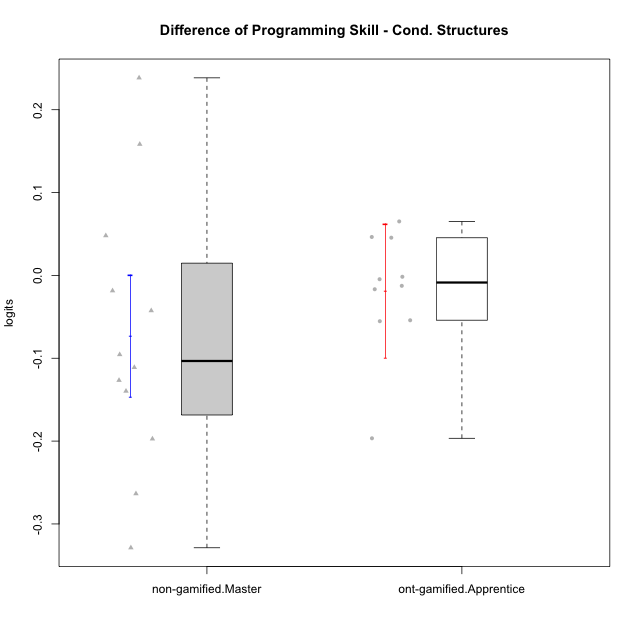 Difference of Programming Skill - Cond. Structures
logits
0.2
0.1
0.0
-0.1
-0.2
-0.3
non-gamified.Master
ont-gamified.Apprentice